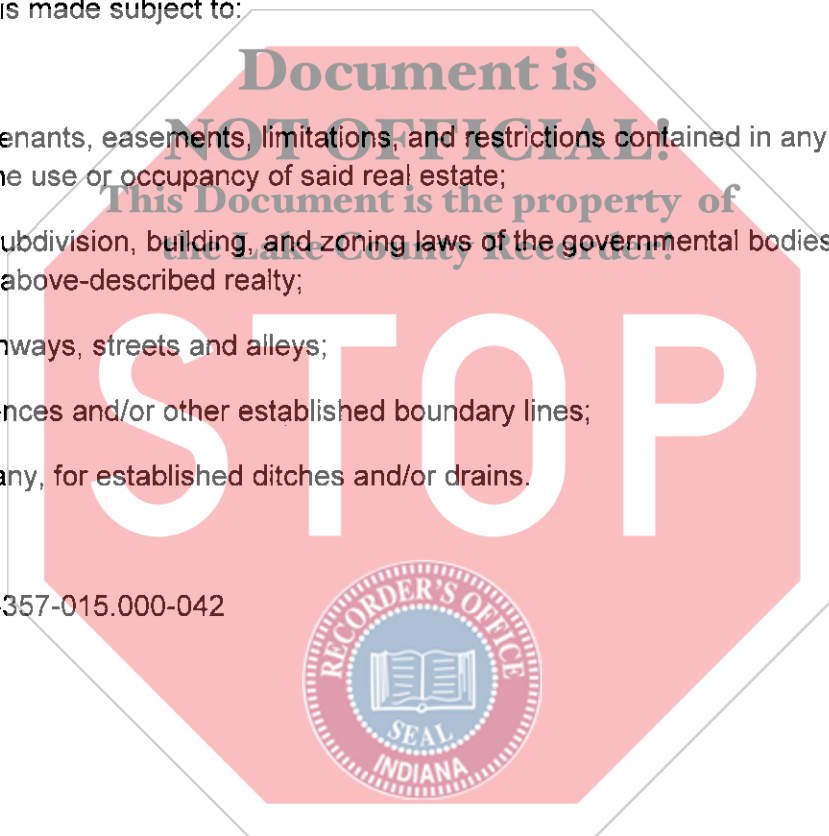 is made subject to:
Document is
NOT OFFICIAL!
enants, easements, limitations, and restrictions contained in any
e use or occupancy of said real estate;
This Document is the property of
the Lake County Recorder!
ubdivision, building, and zoning laws of the governmental bodies
above-described realty;
ways, streets and alleys;
STOP
nces and/or other established boundary lines;
any, for established ditches and/or drains.
-357-015.000-042
RECORDER'S OFFICE
SEAL
INDIANA